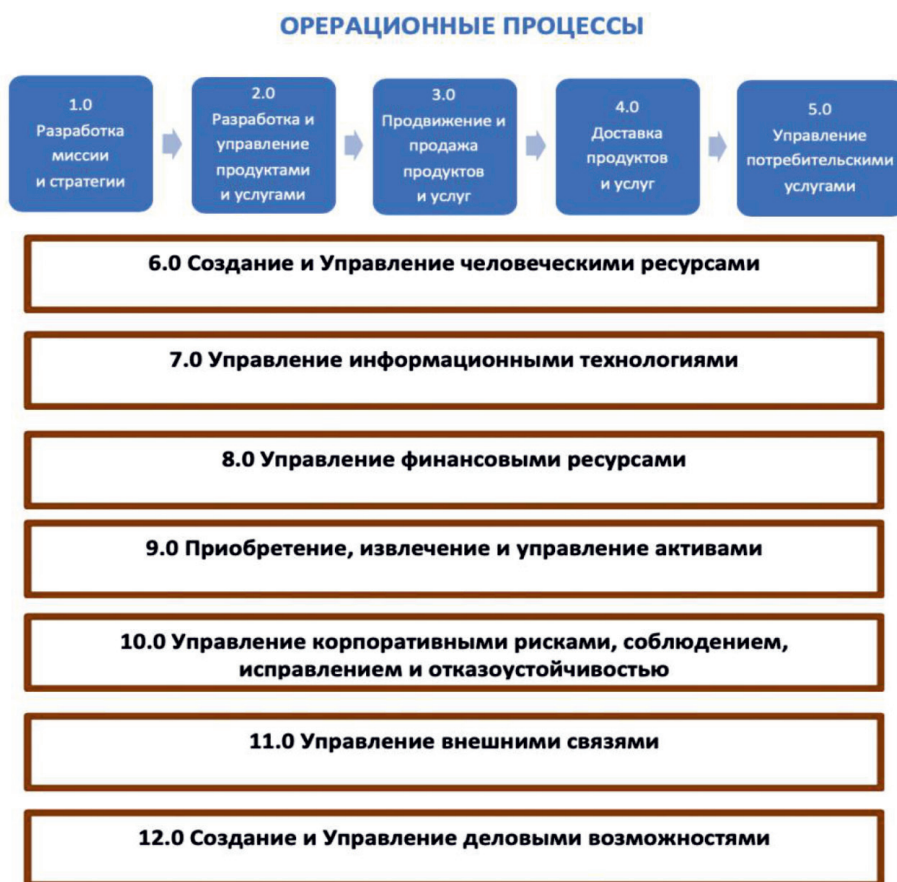 ОРЕРАЦИОННЫЕ ПРОЦЕССЫ
1.0
Разработка
миссии
и стратегии
2.0
Разработка и
управление
продуктами
и услугами
3.0
Продвижение и
продажа
продуктов
и услуг
4.0
Доставка
продуктов
и услуг
5.0
Управление
потребительскими
услугами
6.0 Создание и Управление человеческими ресурсами
7.0 Управление информационными технологиями
8.0 Управление финансовыми ресурсами
9.0 Приобретение, извлечение и управление активами
10.0 Управление корпоративными рисками, соблюдением,
исправлением и отказоустойчивостью
11.0 Управление внешними связями
12.0 Создание и Управление деловыми возможностями